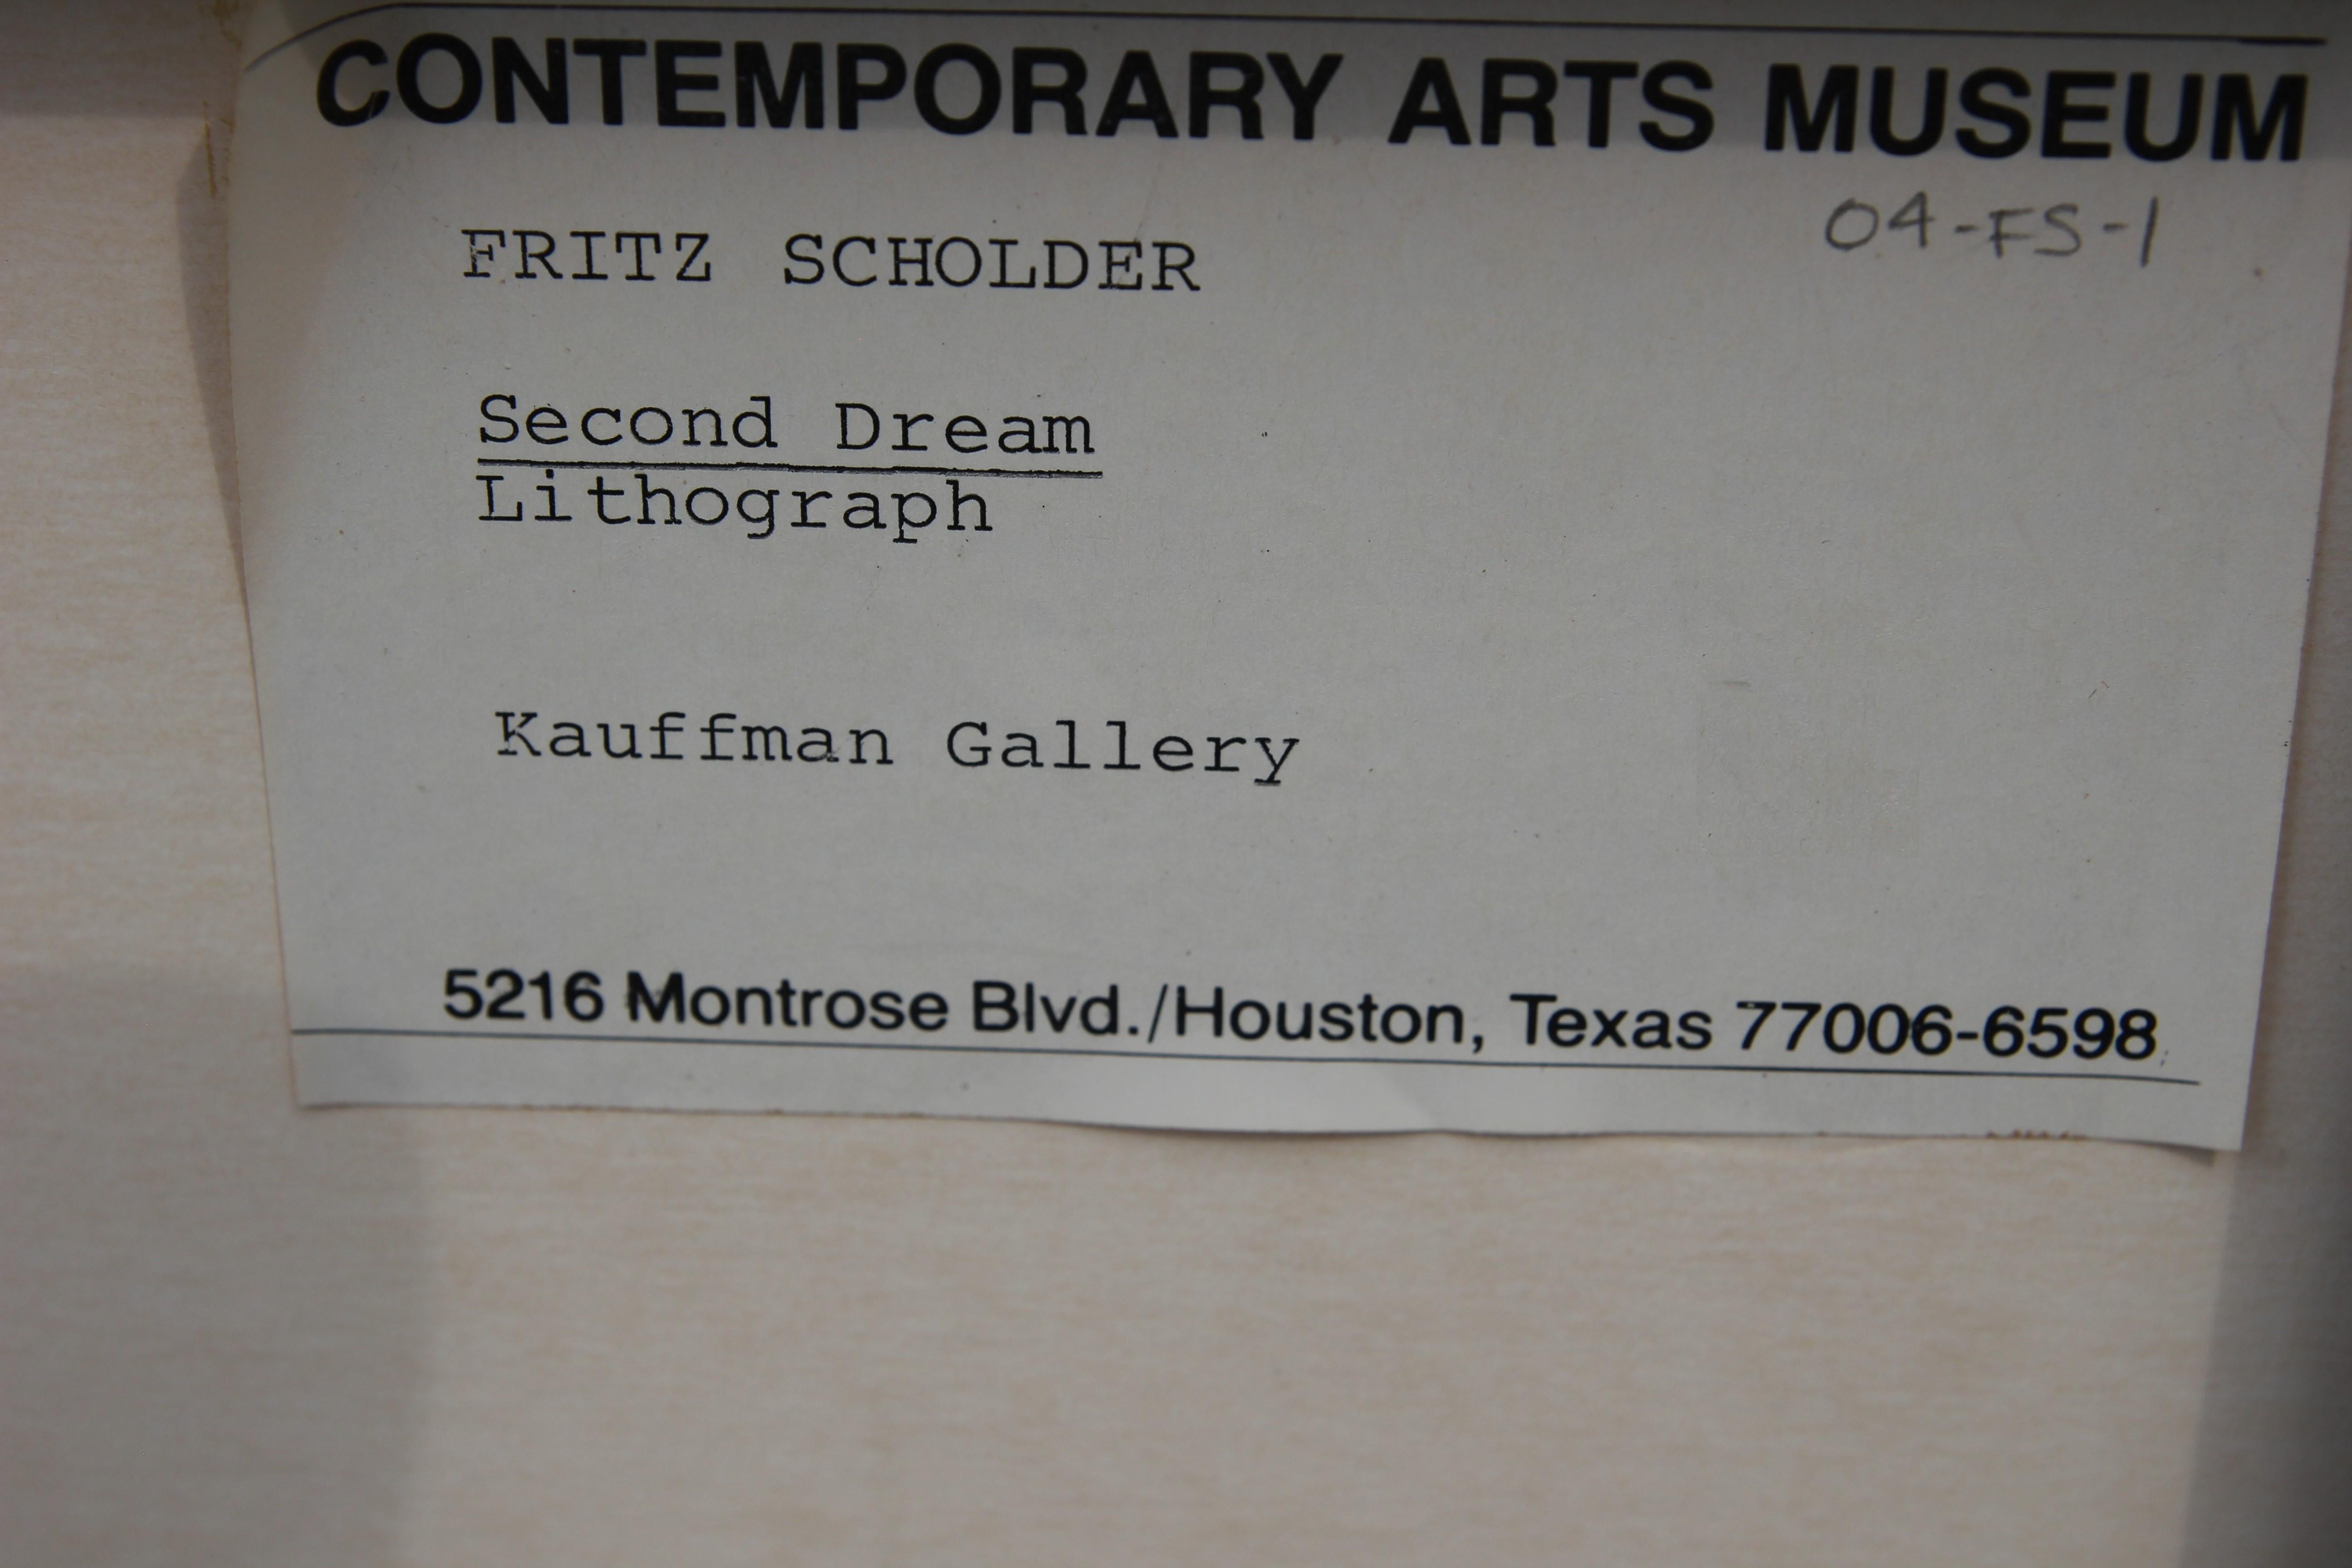 CONTEMPORARY ARTS MUSEUM
04-FS-1
FRITZ SCHOLDER
Second Dream
Lithograph
Kauffman Gallery
5216 Montrose Blvd./Houston, Texas 77006-6598